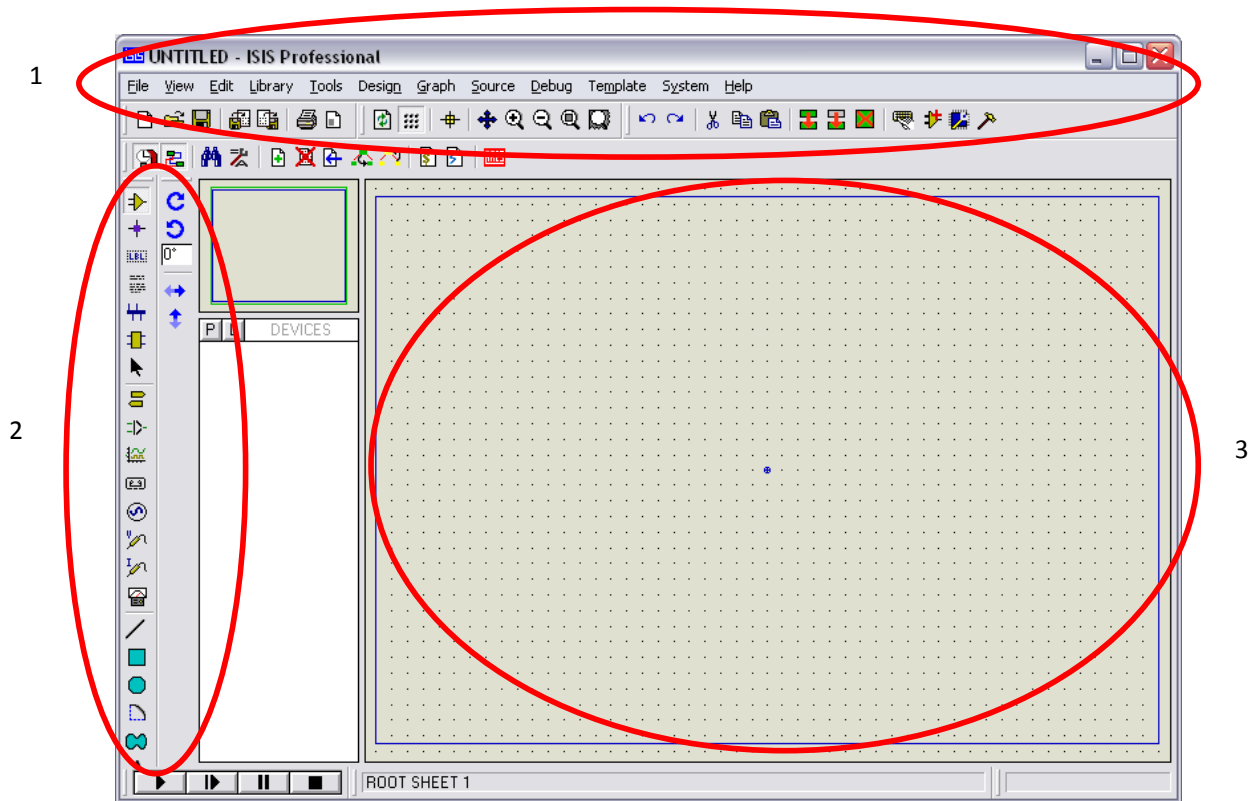 1
UNTITLED - ISIS Professional
File View Edit Library Tools Design Graph Source Debug Template System Help
LBL
0°
P L DEVICES
2
3
ROOT SHEET 1